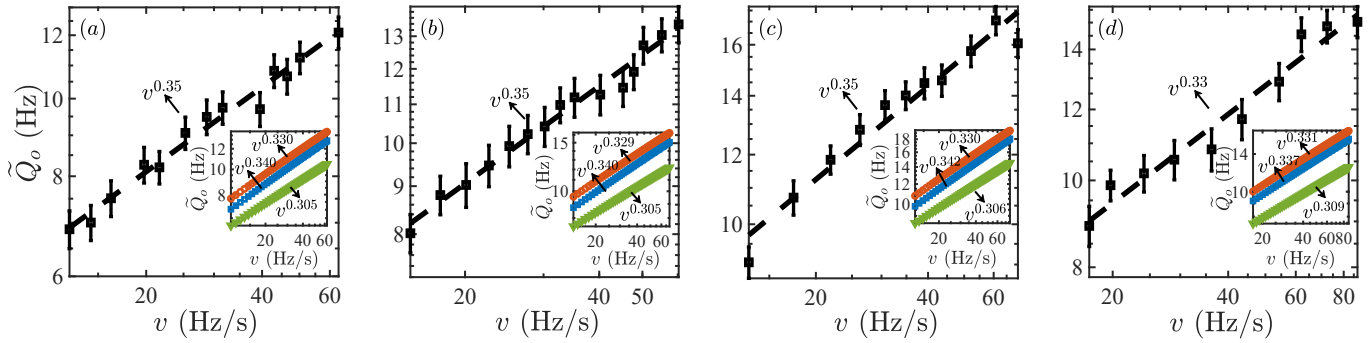 (a)
12
10
8
6
Q̃ₒ (Hz)
v^0.35
20
40
60
v (Hz/s)
12
10
8
Q̃ₒ (Hz)
v^0.330
v^0.340
v^0.305
20
40
60
v (Hz/s)
(b)
13
12
11
10
9
8
v^0.35
20
30
40
50
v (Hz/s)
15
10
Q̃ₒ (Hz)
v^0.329
v^0.340
v^0.305
20
40
60
v (Hz/s)
(c)
16
14
12
10
v^0.35
20
40
60
v (Hz/s)
18
16
14
12
10
Q̃ₒ (Hz)
v^0.330
v^0.342
v^0.306
20
40
60
v (Hz/s)
(d)
14
12
10
8
v^0.33
20
40
60
80
v (Hz/s)
14
10
Q̃ₒ (Hz)
v^0.331
v^0.337
v^0.309
20
40
60
80
v (Hz/s)